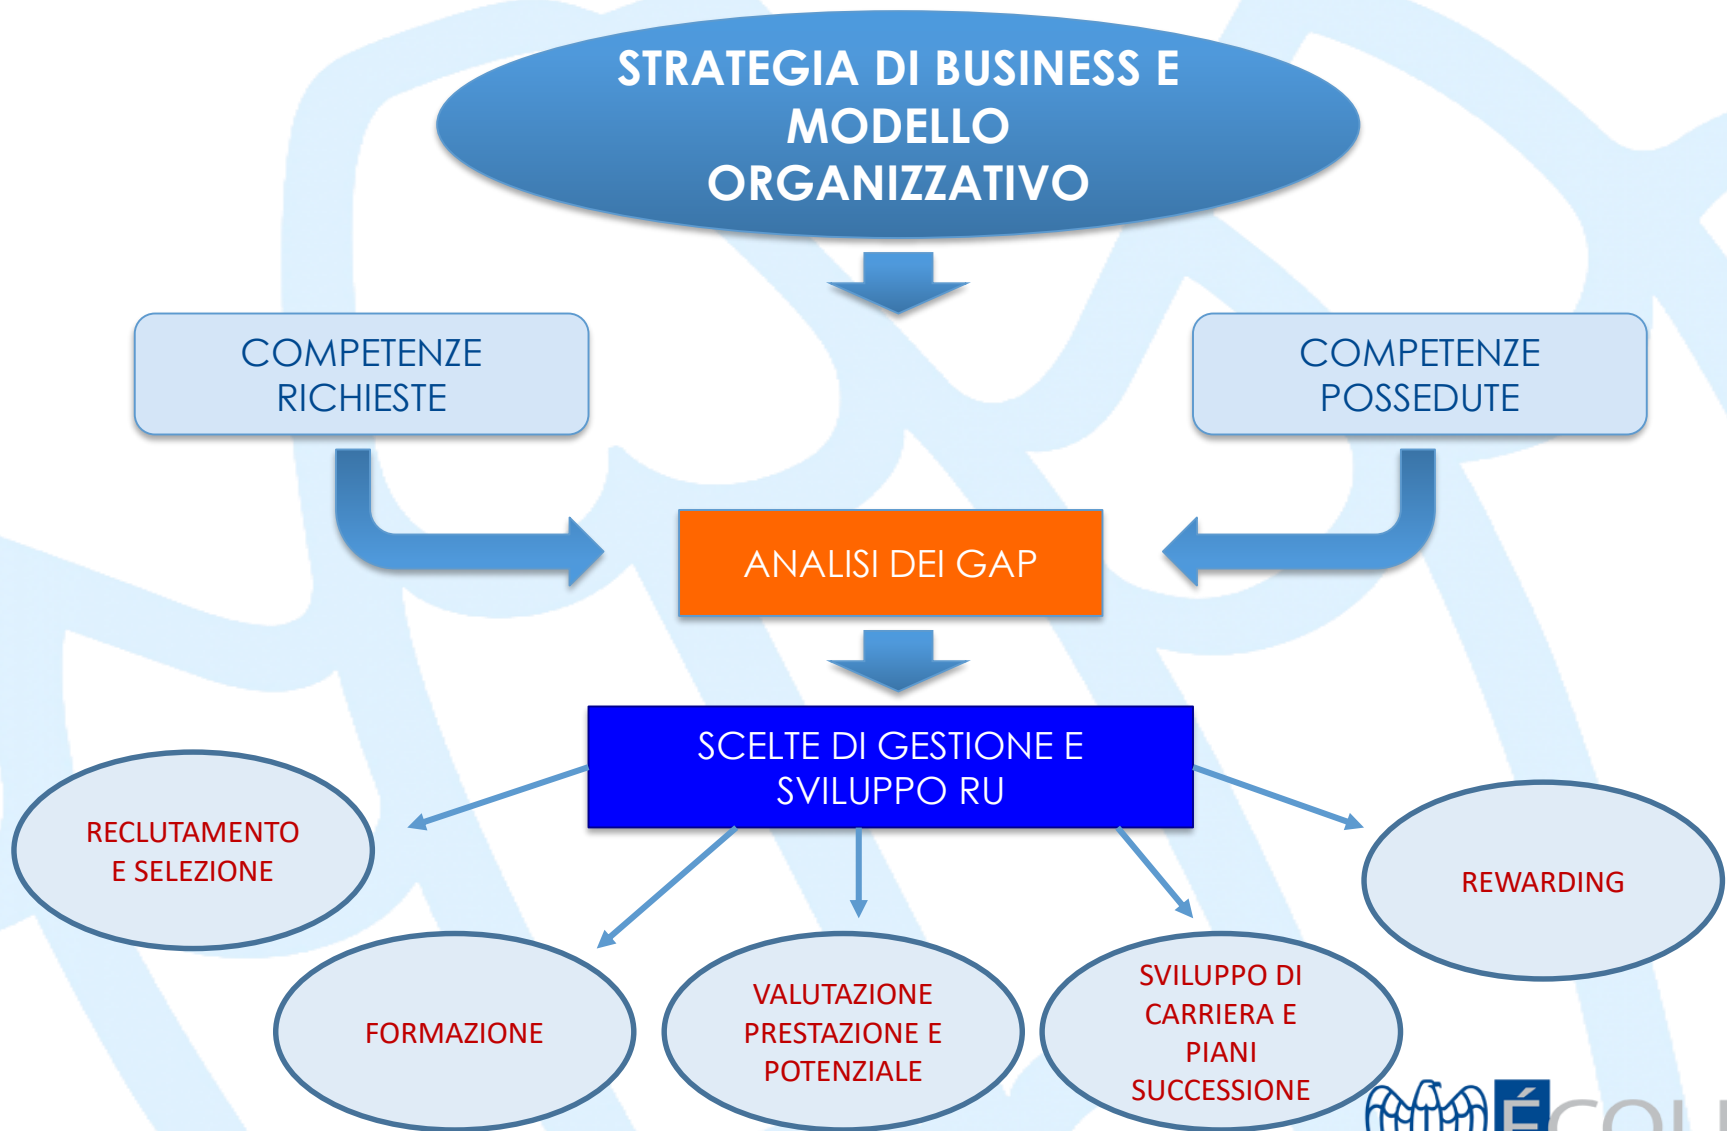 STRATEGIA DI BUSINESS E
MODELLO
ORGANIZZATIVO
COMPETENZE
RICHIESTE
COMPETENZE
POSSEDUTE
ANALISI DEI GAP
SCELTE DI GESTIONE E
SVILUPPO RU
RECLUTAMENTO
E SELEZIONE
REWARDING
FORMAZIONE
VALUTAZIONE
PRESTAZIONE E
POTENZIALE
SVILUPPO DI
CARRIERA E
PIANI
SUCCESSIONE